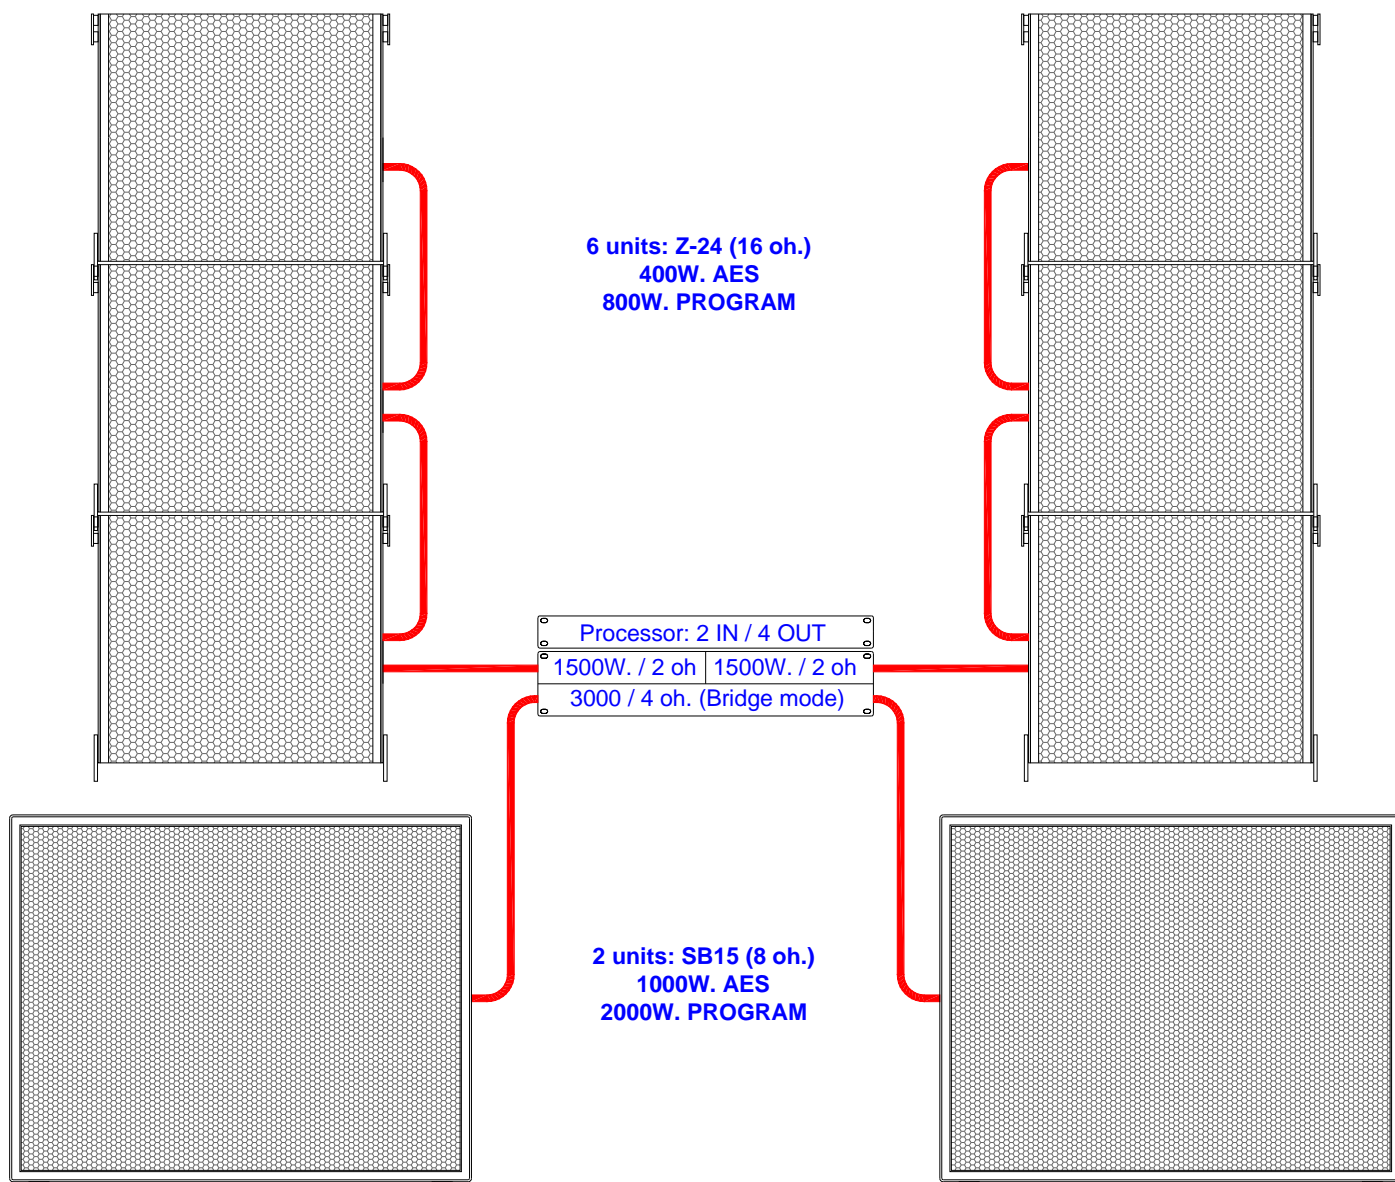 6 units: Z-24 (16 oh.)
400W. AES
800W. PROGRAM
Processor: 2 IN / 4 OUT
1500W. / 2 oh
1500W. / 2 oh
3000 / 4 oh. (Bridge mode)
2 units: SB15 (8 oh.)
1000W. AES
2000W. PROGRAM